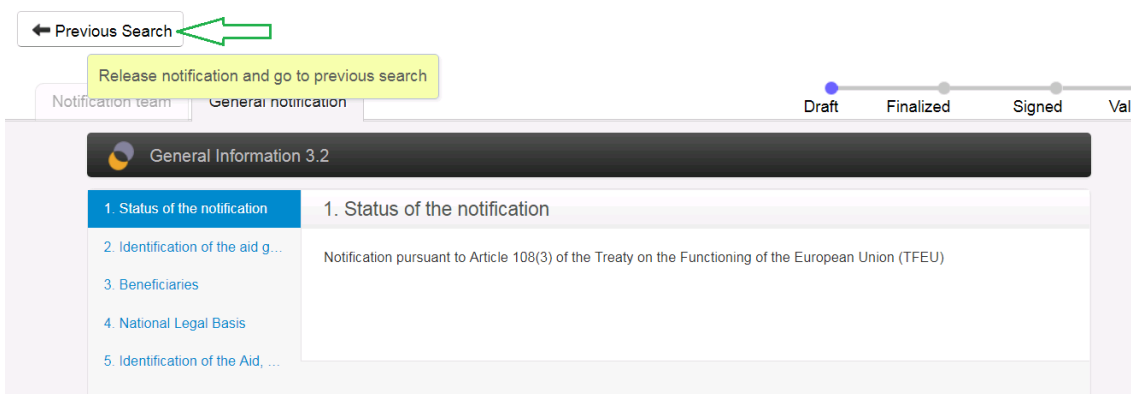 Previous Search
Release notification and go to previous search
Notification team
General notification
Draft
Finalized
Signed
Val
General Information 3.2
1. Status of the notification
1. Status of the notification
2. Identification of the aid g...
Notification pursuant to Article 108(3) of the Treaty on the Functioning of the European Union (TFEU)
3. Beneficiaries
4. National Legal Basis
5. Identification of the Aid, ...